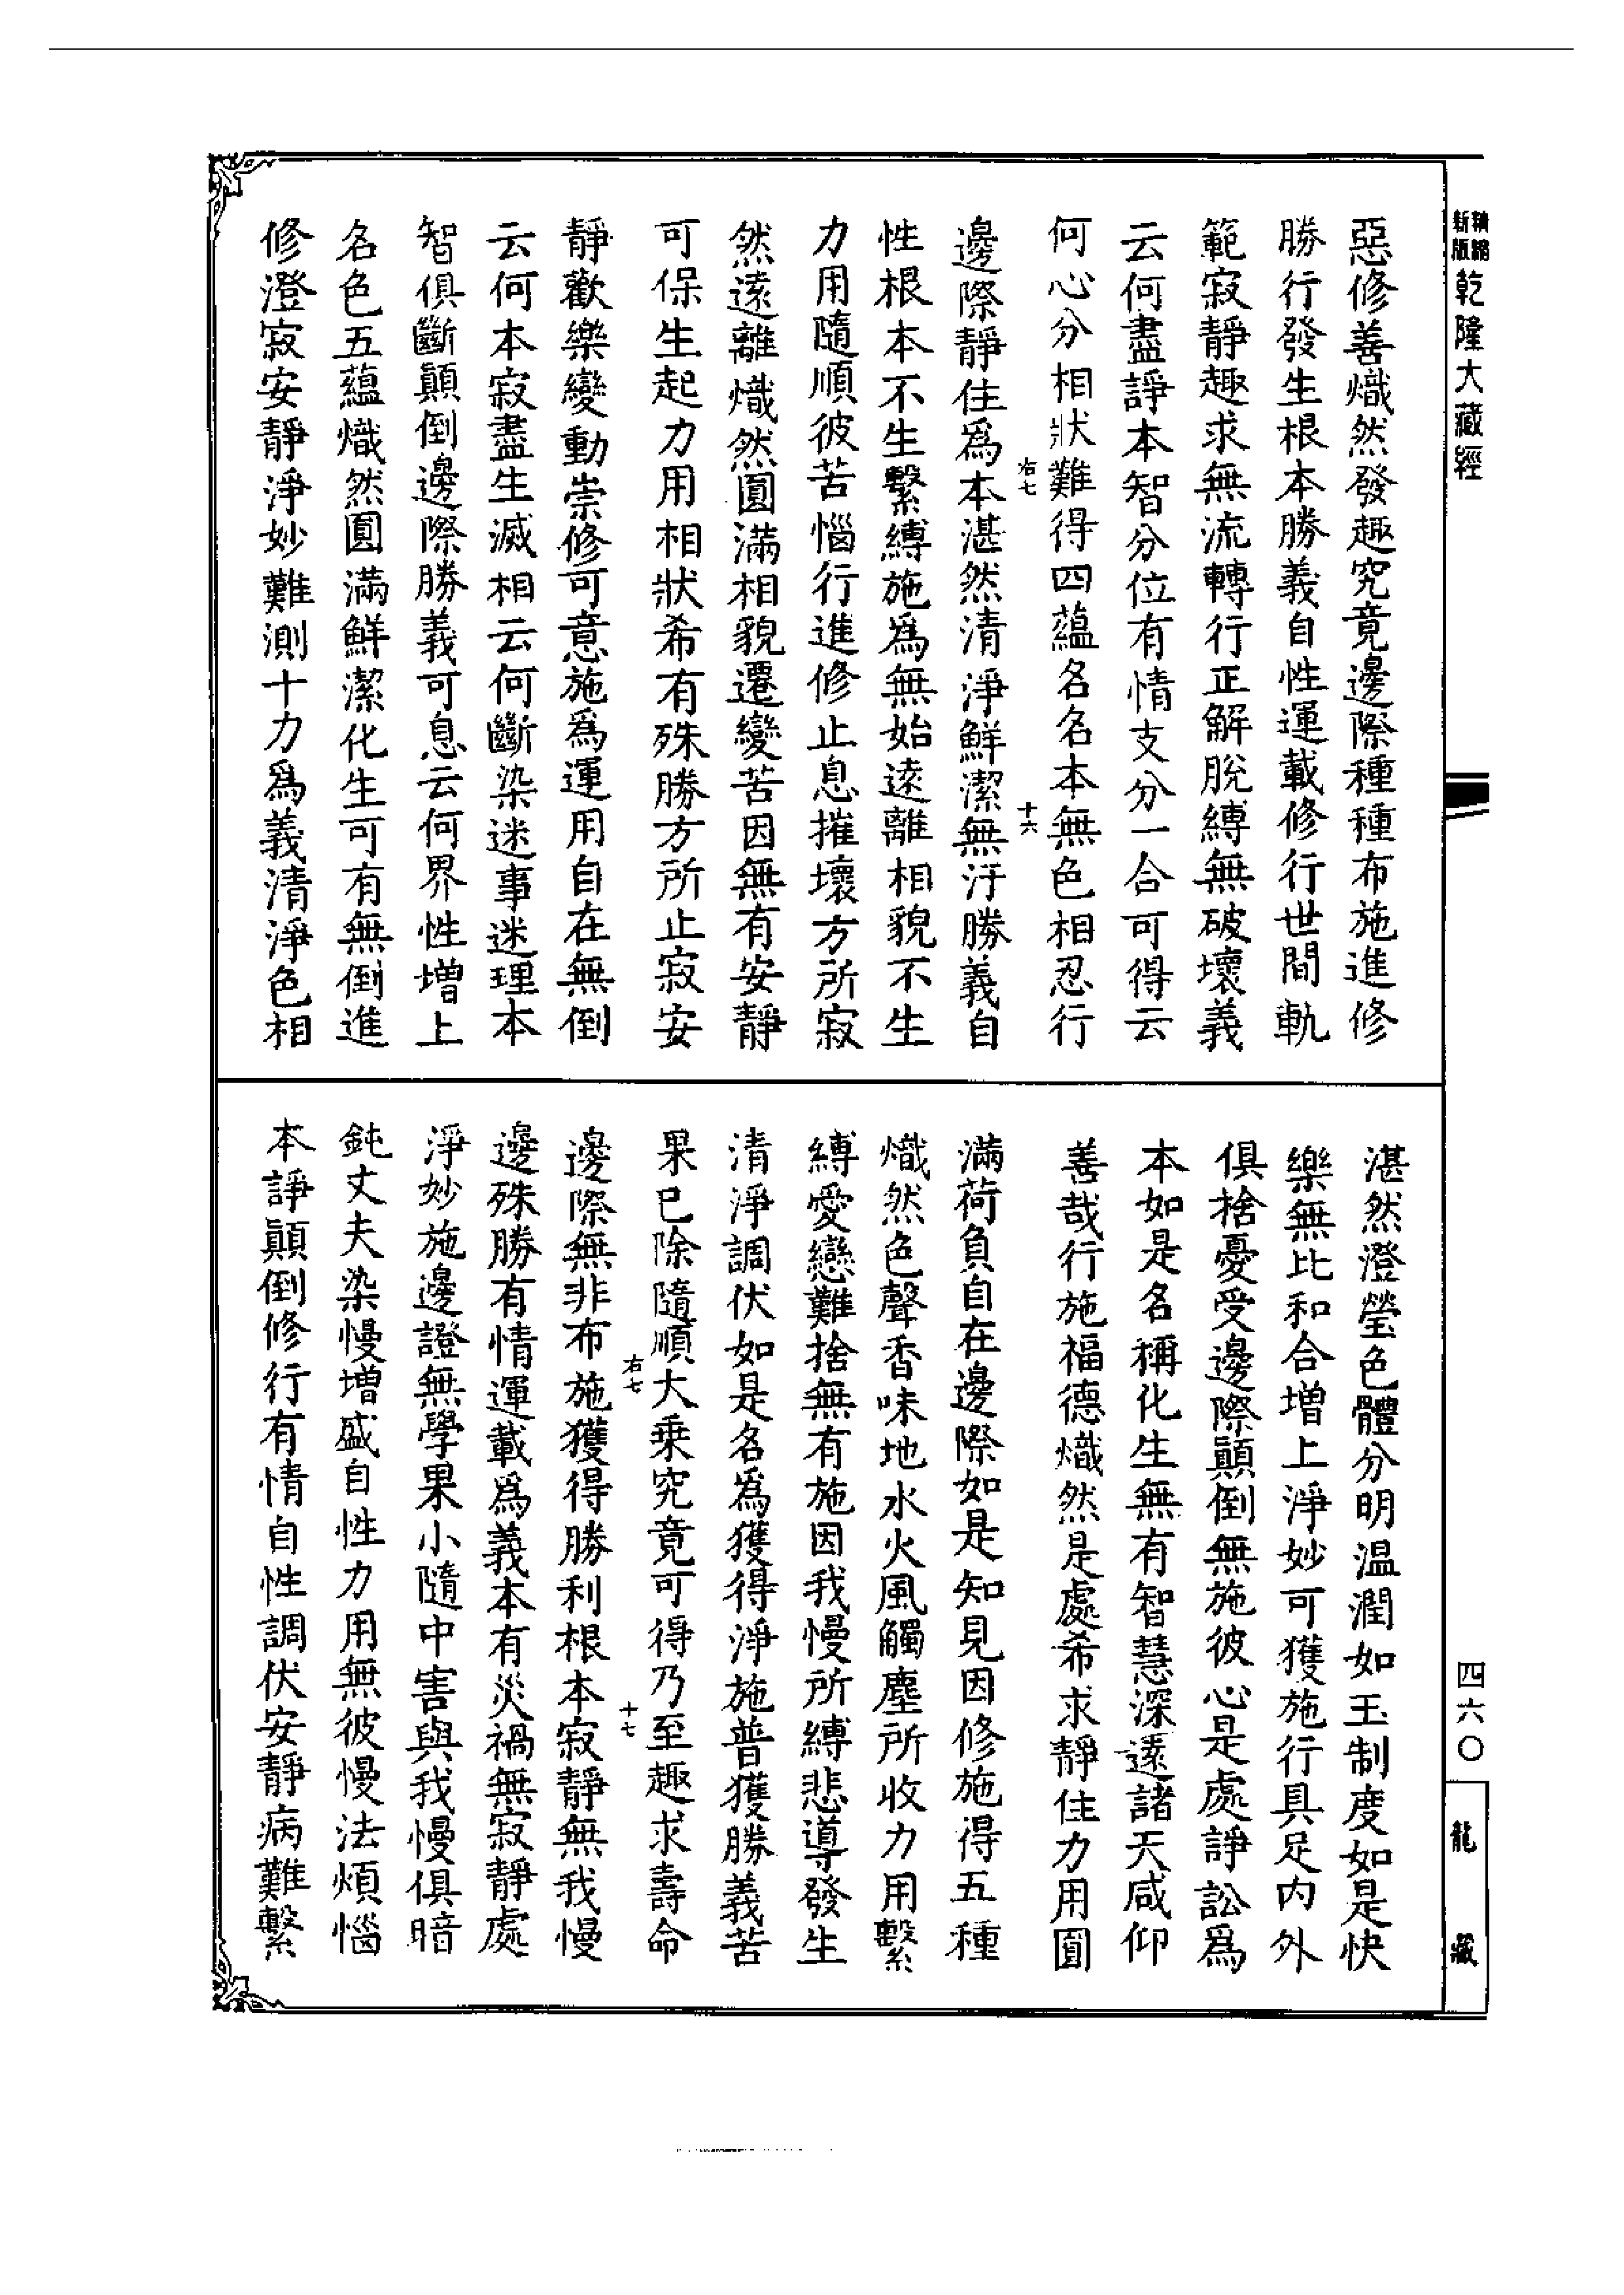 精縮新版乾隆大藏經
惡修善熾然發趣究竟邊際種種布施進修
勝行發生根本勝義自性運載修行世間軌
範寂靜趣求無流轉行正解脫縛無破壞義
云何盡諍本智分位有情支分一合可得云
何心分相狀難得四蘊名名本無色相忍行
右七 十六
邊際靜住為本湛然清淨鮮潔無汙勝義自
性根本不生繫縛施為無始遠離相貌不生
力用隨順彼苦惱行進修止息摧壞方所寂
然遠離熾然圓滿相貌遷變苦因無有安靜
可保生起力用相狀希有殊勝方所止寂安
靜歡樂變動崇修可意施為運用自在無倒
云何本寂盡生滅相云何斷染迷事迷理本
智俱斷顛倒邊際勝義可息云何界性增上
名色五蘊熾然圓滿鮮潔化生可有無倒進
修澄寂安靜淨妙難測十力為義清淨色相
湛然澄瑩色體分明溫潤如玉制度如是快
樂無比和合增上淨妙可獲施行具足內外
俱捨憂受邊際顛倒無施彼心是處諍訟為
本如是名稱化生無有智慧深遠諸天咸仰
善哉行施福德熾然是處希求靜住力用圓
滿荷負自在邊際如是知見因修施得五種
熾然色聲香味地水火風觸塵所收力用繫
縛愛戀難捨無有施因我慢所縛悲導發生
清淨調伏如是名為獲得淨施普獲勝義苦
果已除隨順大乘究竟可得乃至趣求壽命
右七 十七
邊際無非布施獲得勝利根本寂靜無我慢
邊殊勝有情運載為義本有災禍無寂靜處
淨妙施邊證無學果小隨中害與我慢俱暗
鈍丈夫染慢增盛自性力用無彼慢法煩惱
本諍顛倒修行有情自性調伏安靜病難繫
四六〇
龍藏